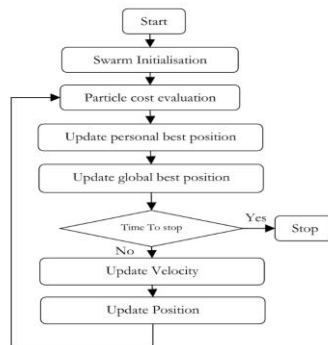 Start
Swarm Initialisation
Particle cost evaluation
Update personal best position
Update global best position
Time To stop
Yes
Stop
No
Update Velocity
Update Position